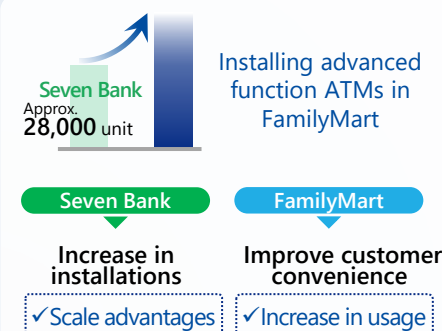 Seven Bank
Approx.
28,000 unit
Installing advanced
function ATMs in
FamilyMart
Seven Bank
FamilyMart
Increase in
installations
Improve customer
convenience
✓Scale advantages
✓Increase in usage